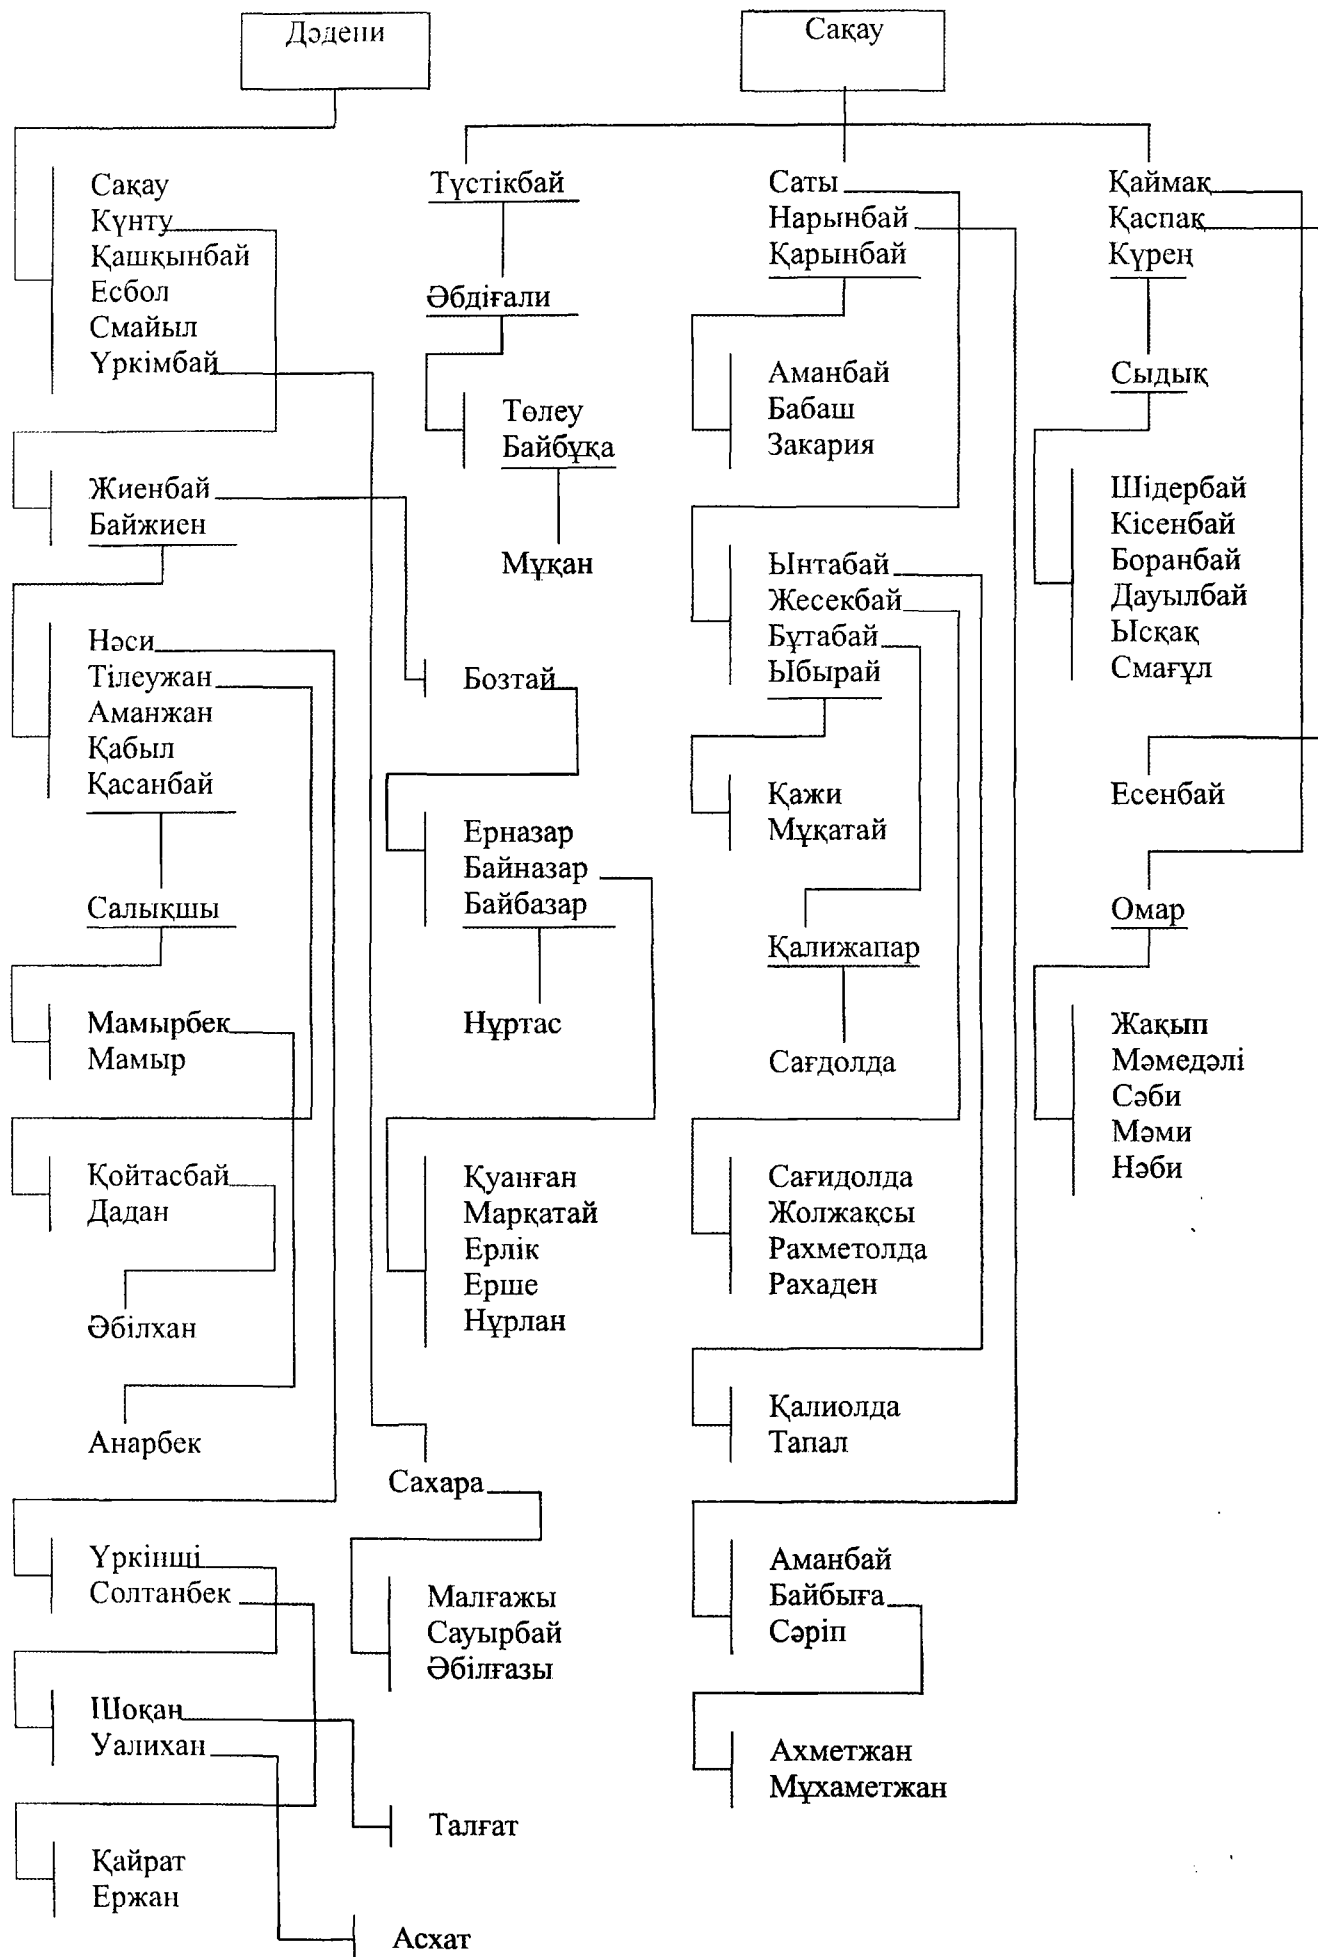 Дәдени
Сақау
Сақау
Күнту
Қашқынбай
Есбол
Смайыл
Үркімбай
Жиенбай
Байжиен
Нәси
Тілеужан
Аманжан
Қабыл
Қасанбай
Салықшы
Мамырбек
Мамыр
Қойтасбай
Дадан
Әбілхан
Анарбек
Үркінші
Солтанбек
Шоқан
Уалихан
Қайрат
Ержан
Түстікбай
Әбдіғали
Төлеу
Байбұқа
Мұқан
Бозтай
Ерназар
Байназар
Байбазар
Нұртас
Қуанған
Марқатай
Ерлік
Ерше
Нұрлан
Сахара
Малғажы
Сауырбай
Әбілғазы
Талғат
Асхат
Саты
Нарынбай
Қарынбай
Аманбай
Бабаш
Закария
Ынтабай
Жесекбай
Бұтабай
Ыбырай
Қажи
Мұқатай
Қалижапар
Сағдолда
Сағидолда
Жолжақсы
Рахметолда
Рахаден
Қалиолда
Тапал
Аманбай
Байбыға
Сәріп
Ахметжан
Мұхаметжан
Қаймақ
Қаспақ
Күрең
Сыдық
Шідербай
Кісенбай
Боранбай
Дауылбай
Ысқақ
Смағұл
Есенбай
Омар
Жақып
Мәмедәлі
Сәби
Мәми
Нәби